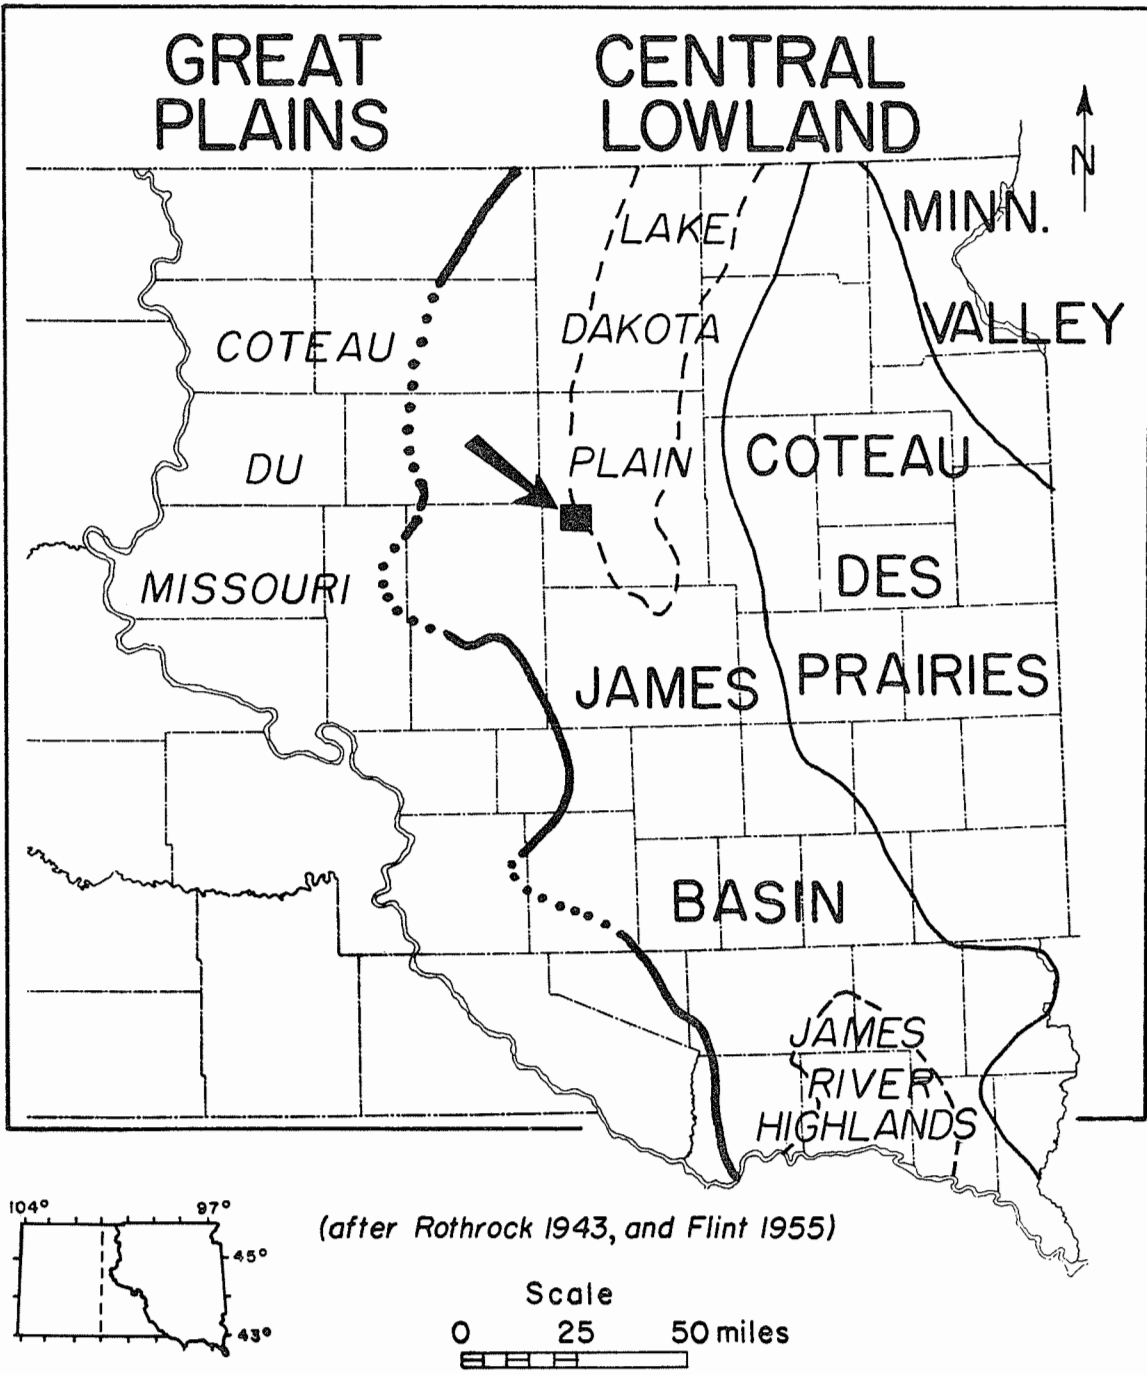 GREAT
PLAINS
CENTRAL
LOWLAND
N
MINN.
VALLEY
LAKE
DAKOTA
PLAIN
COTEAU
DU
MISSOURI
COTEAU
DES
PRAIRIES
JAMES
BASIN
JAMES
RIVER
HIGHLANDS
104° 97°
45°
43°
(after Rothrock 1943, and Flint 1955)
Scale
0 25 50 miles